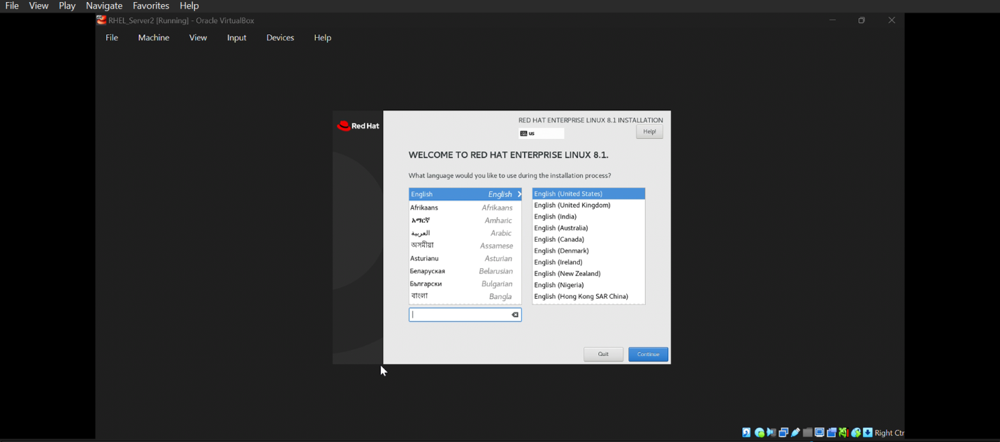 File View Play Navigate Favorites Help
RHEL_Server2 [Running] - Oracle VirtualBox
File Machine View Input Devices Help
Red Hat
RED HAT ENTERPRISE LINUX 8.1 INSTALLATION
us
Help!
WELCOME TO RED HAT ENTERPRISE LINUX 8.1.
What language would you like to use during the installation process?
English English
Afrikaans Afrikaans
አማርኛ Amharic
العربية Arabic
অসমীয়া Assamese
Asturianu Asturian
Беларуская Belarusian
Български Bulgarian
বাংলা Bangla
English (United States)
English (United Kingdom)
English (India)
English (Australia)
English (Canada)
English (Denmark)
English (Ireland)
English (New Zealand)
English (Nigeria)
English (Hong Kong SAR China)
Quit Continue
Right Ctr